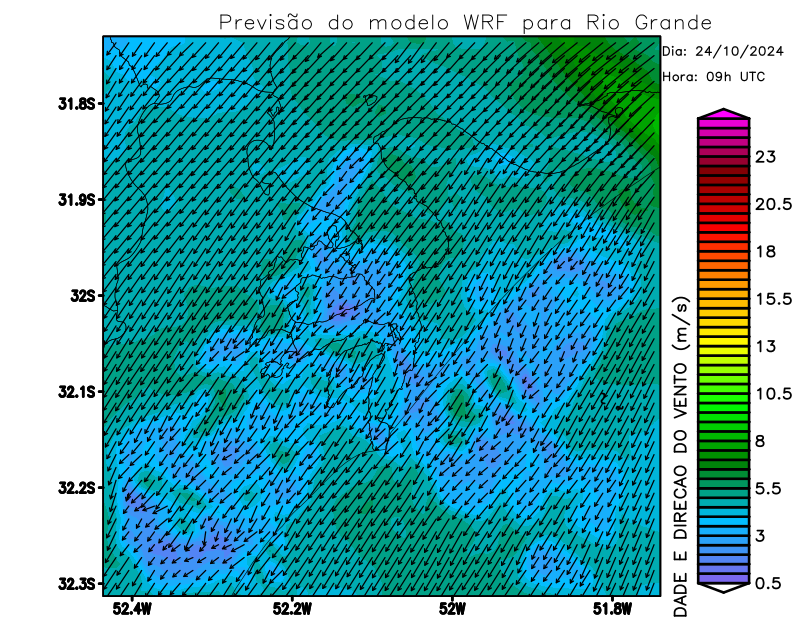 Previsão do modelo WRF para Rio Grande
Dia: 24/10/2024
Hora: 09h UTC
31.8S
31.9S
32S
32.1S
32.2S
32.3S
52.4W
52.2W
52W
51.8W
DADE E DIRECAO DO VENTO (m/s)
23
20.5
18
15.5
13
10.5
8
5.5
3
0.5